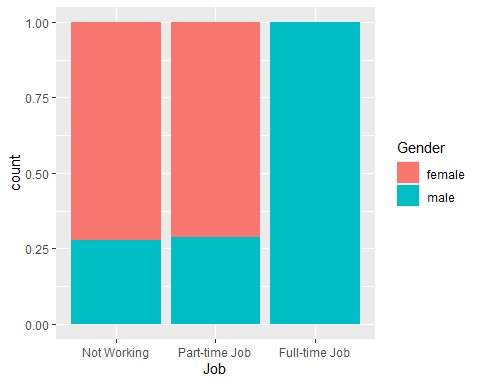 1.00
0.75
0.50
0.25
0.00
count
Not Working
Part-time Job
Full-time Job
Job
Gender
female
male